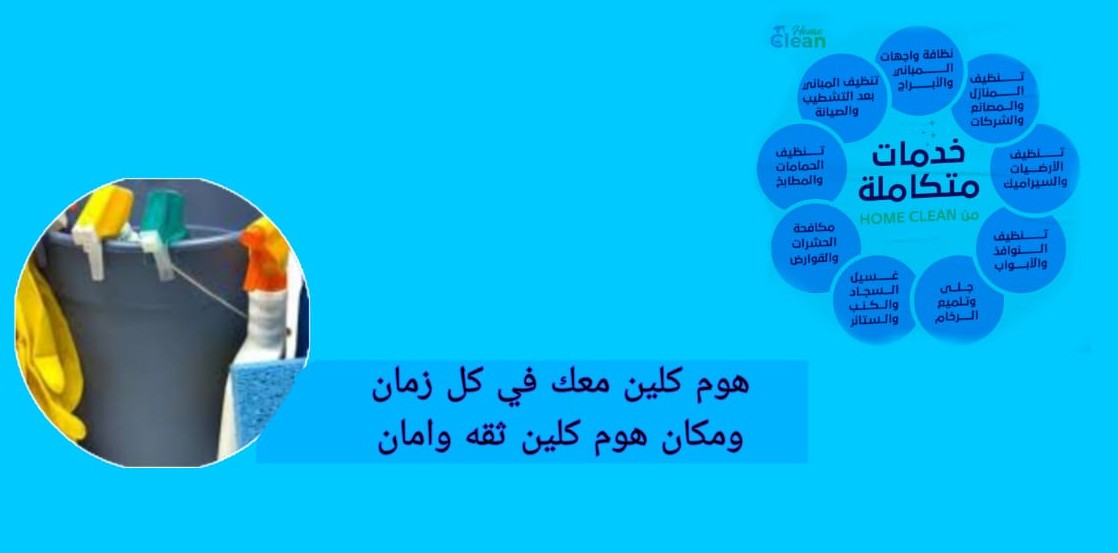 Home
Clean
نظافة واجهات
المباني
والأبراج
تنظيف
المنازل
والمصانع
والشركات
تنظيف
الأرضيات
والسيراميك
تنظيف
النوافذ
والأبواب
جلي
وتلميع
الرخام
غسيل
السجاد
والكنب
والستائر
مكافحة
الحشرات
والقوارض
تنظيف
الحمامات
والمطابخ
تنظيف المباني
بعد التشطيب
والصيانة
خدمات
متكاملة
من HOME CLEAN
هوم كلين معك في كل زمان
ومكان هوم كلين ثقه وامان